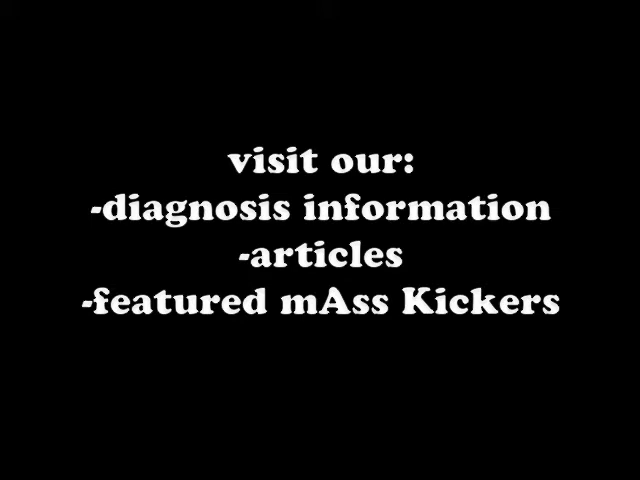 visit our:
-diagnosis information
-articles
-featured mAss Kickers